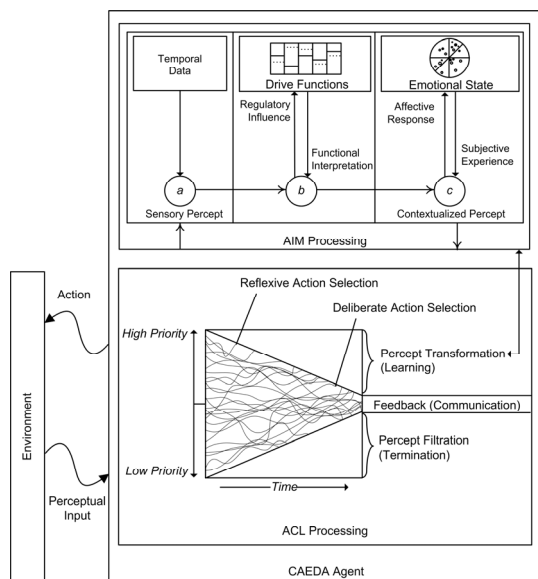 Temporal
Data
Drive Functions
Emotional State
Regulatory
Influence
Affective
Response
Functional
Interpretation
Subjective
Experience
a
b
c
Sensory Percept
Contextualized Percept
AIM Processing
Action
Environment
Perceptual
Input
Reflexive Action Selection
Deliberate Action Selection
High Priority
Percept Transformation
(Learning)
Feedback (Communication)
Percept Filtration
(Termination)
Low Priority
Time
ACL Processing
CAEDA Agent